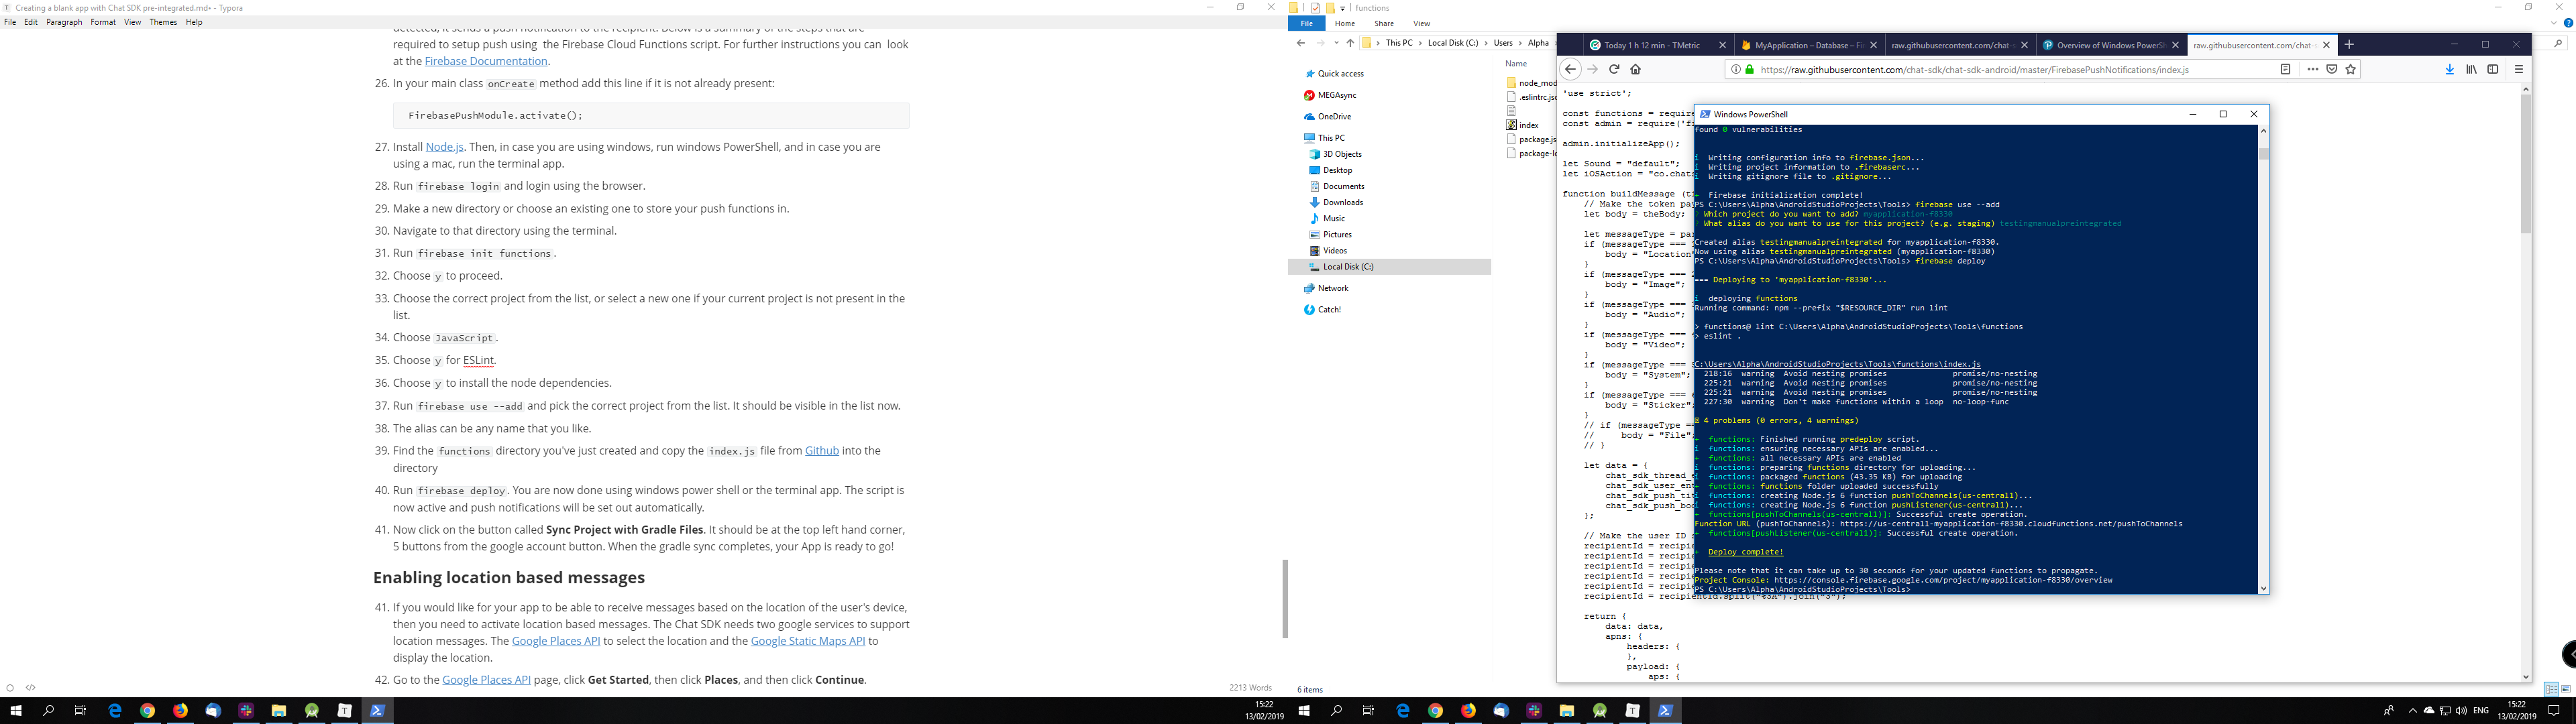 Creating a blank app with Chat SDK pre-integrated.md• - Typora
File Edit Paragraph Format View Themes Help
detected, it sends a push notification to the recipient. Below is a summary of the steps that are
required to setup push using the Firebase Cloud Functions script. For further instructions you can look
at the Firebase Documentation.
26. In your main class onCreate method add this line if it is not already present:
FirebasePushModule.activate();
27. Install Node.js. Then, in case you are using windows, run windows PowerShell, and in case you are
using a mac, run the terminal app.
28. Run firebase login and login using the browser.
29. Make a new directory or choose an existing one to store your push functions in.
30. Navigate to that directory using the terminal.
31. Run firebase init functions.
32. Choose y to proceed.
33. Choose the correct project from the list, or select a new one if your current project is not present in the
list.
34. Choose JavaScript.
35. Choose y for ESLint.
36. Choose y to install the node dependencies.
37. Run firebase use --add and pick the correct project from the list. It should be visible in the list now.
38. The alias can be any name that you like.
39. Find the functions directory you've just created and copy the index.js file from Github into the
directory
40. Run firebase deploy. You are now done using windows power shell or the terminal app. The script is
now active and push notifications will be set out automatically.
41. Now click on the button called Sync Project with Gradle Files. It should be at the top left hand corner,
5 buttons from the google account button. When the gradle sync completes, your App is ready to go!
Enabling location based messages
41. If you would like for your app to be able to receive messages based on the location of the user's device,
then you need to activate location based messages. The Chat SDK needs two google services to support
location messages. The Google Places API to select the location and the Google Static Maps API to
display the location.
42. Go to the Google Places API page, click Get Started, then click Places, and then click Continue.
2213 Words
15:22
13/02/2019
functions
File Home Share View
This PC > Local Disk (C:) > Users > Alpha
Name
Quick access
MEGAsync
OneDrive
This PC
3D Objects
Desktop
Documents
Downloads
Music
Pictures
Videos
Local Disk (C:)
Network
Catch!
node_mod
.eslintrc.jsc
index
package.js
package-lo
6 items
Today 1 h 12 min - TMetric
MyApplication – Database – Fi
raw.githubusercontent.com/chat-s
Overview of Windows PowerSh
raw.githubusercontent.com/chat-s
https://raw.githubusercontent.com/chat-sdk/chat-sdk-android/master/FirebasePushNotifications/index.js
'use strict';
const functions = require
const admin = require('fi
admin.initializeApp();
let Sound = "default";
let iOSAction = "co.chats
function buildMessage (ti
// Make the token pay
let body = theBody;
let messageType = par
if (messageType ===
body = "Location"
}
if (messageType === 2
body = "Image";
}
if (messageType ===
body = "Audio";
}
if (messageType ===
body = "Video";
}
if (messageType ===
body = "System";
}
if (messageType ===
body = "Sticker";
}
// if (messageType ==
// body = "File";
// }
let data = {
chat_sdk_thread_e
chat_sdk_user_ent
chat_sdk_push_tit
chat_sdk_push_bod
};
// Make the user ID s
recipientId = recipie
recipientId = recipie
recipientId = recipie
recipientId = recipie
recipientId = recipie
recipientId = recipientId.split("%3A").join("3");
return {
data: data,
apns: {
headers: {
},
payload: {
aps: {
Windows PowerShell
found 0 vulnerabilities
i Writing configuration info to firebase.json...
i Writing project information to .firebaserc...
i Writing gitignore file to .gitignore...
+ Firebase initialization complete!
PS C:\Users\Alpha\AndroidStudioProjects\Tools> firebase use --add
? Which project do you want to add? myapplication-f8330
? What alias do you want to use for this project? (e.g. staging) testingmanualpreintegrated
Created alias testingmanualpreintegrated for myapplication-f8330.
Now using alias testingmanualpreintegrated (myapplication-f8330)
PS C:\Users\Alpha\AndroidStudioProjects\Tools> firebase deploy
=== Deploying to 'myapplication-f8330'...
i deploying functions
Running command: npm --prefix "$RESOURCE_DIR" run lint
> functions@ lint C:\Users\Alpha\AndroidStudioProjects\Tools\functions
> eslint .
C:\Users\Alpha\AndroidStudioProjects\Tools\functions\index.js
218:16 warning Avoid nesting promises promise/no-nesting
225:21 warning Avoid nesting promises promise/no-nesting
225:21 warning Avoid nesting promises promise/no-nesting
227:30 warning Don't make functions within a loop no-loop-func
4 problems (0 errors, 4 warnings)
+ functions: Finished running predeploy script.
i functions: ensuring necessary APIs are enabled...
+ functions: all necessary APIs are enabled
i functions: preparing functions directory for uploading...
i functions: packaged functions (43.35 KB) for uploading
+ functions: functions folder uploaded successfully
i functions: creating Node.js 6 function pushToChannels(us-central1)...
i functions: creating Node.js 6 function pushListener(us-central1)...
+ functions[pushToChannels(us-central1)]: Successful create operation.
Function URL (pushToChannels): https://us-central1-myapplication-f8330.cloudfunctions.net/pushToChannels
+ functions[pushListener(us-central1)]: Successful create operation.
+ Deploy complete!
Please note that it can take up to 30 seconds for your updated functions to propagate.
Project Console: https://console.firebase.google.com/project/myapplication-f8330/overview
PS C:\Users\Alpha\AndroidStudioProjects\Tools>
ENG
15:22
13/02/2019